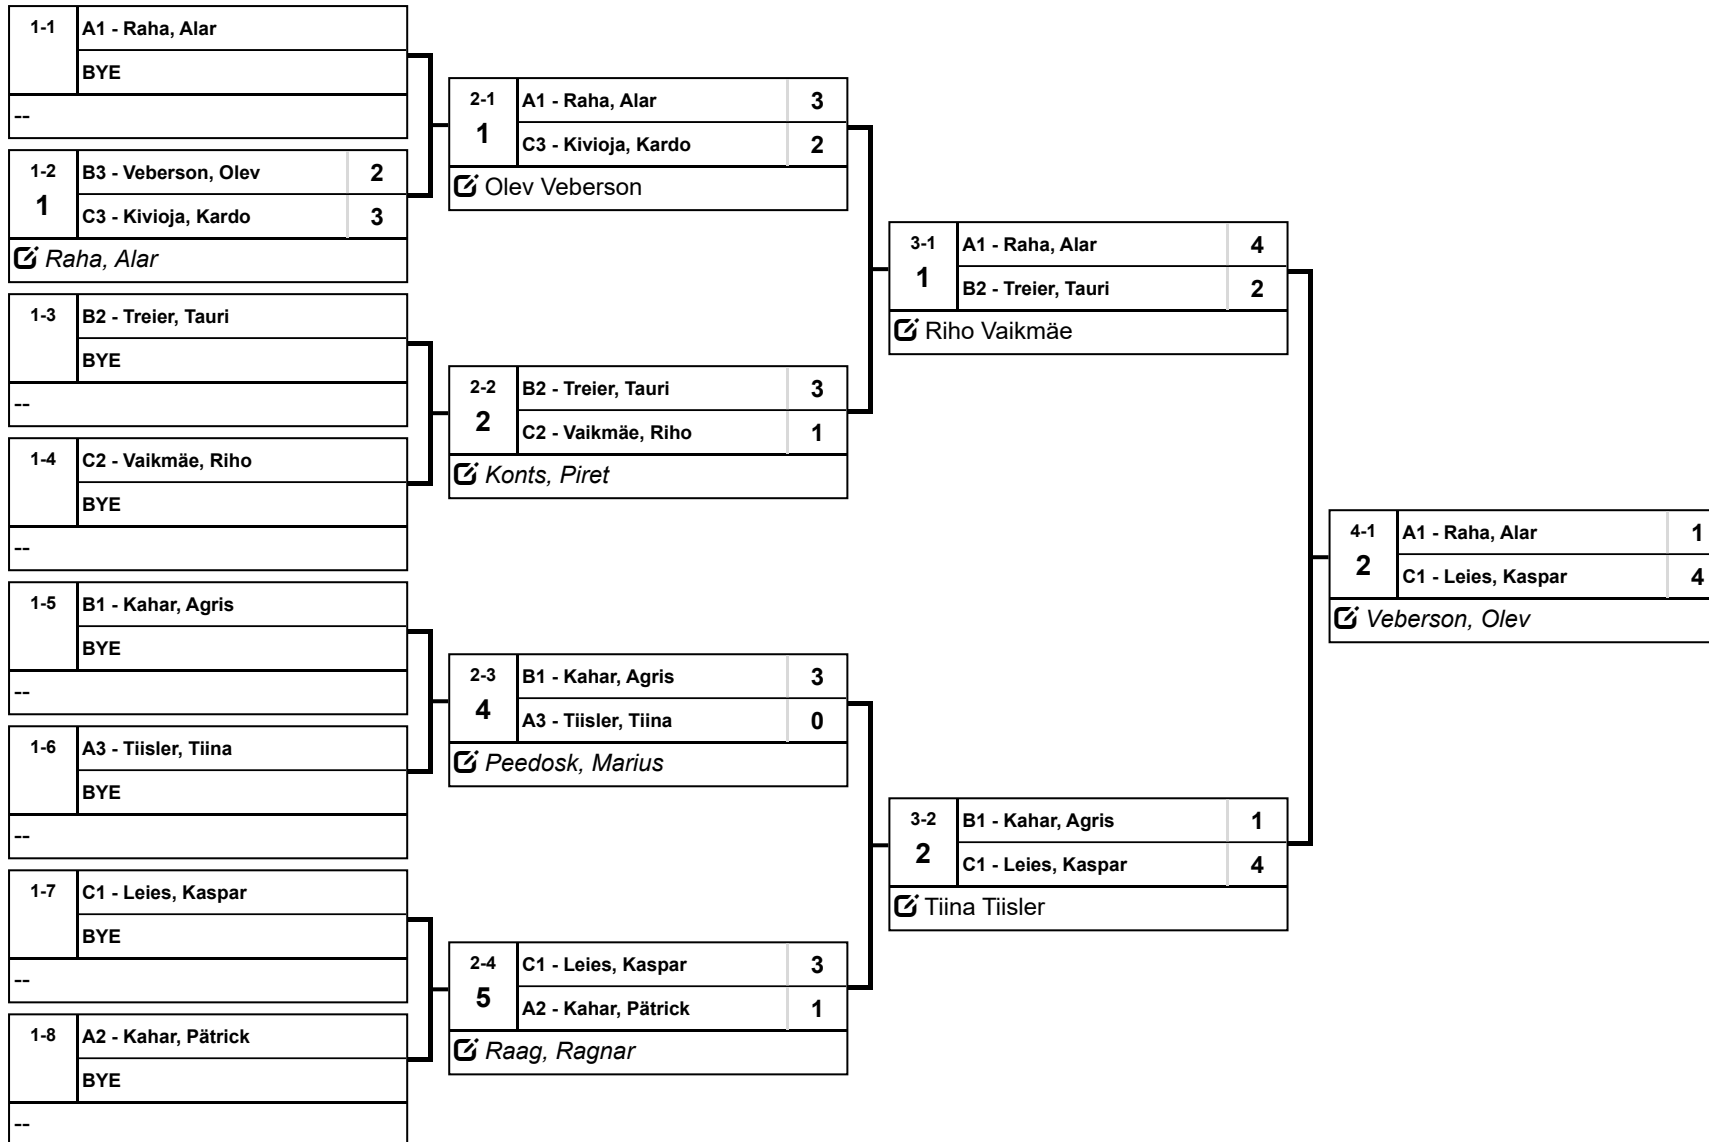 1-1
A1 - Raha, Alar
BYE
--
1-2
1
B3 - Veberson, Olev 2
C3 - Kivioja, Kardo 3
Raha, Alar
1-3
B2 - Treier, Tauri
BYE
--
1-4
C2 - Vaikmäe, Riho
BYE
--
1-5
B1 - Kahar, Agris
BYE
--
1-6
A3 - Tiisler, Tiina
BYE
--
1-7
C1 - Leies, Kaspar
BYE
--
1-8
A2 - Kahar, Pätrick
BYE
--
2-1
1
A1 - Raha, Alar 3
C3 - Kivioja, Kardo 2
Olev Veberson
2-2
2
B2 - Treier, Tauri 3
C2 - Vaikmäe, Riho 1
Konts, Piret
2-3
4
B1 - Kahar, Agris 3
A3 - Tiisler, Tiina 0
Peedosk, Marius
2-4
5
C1 - Leies, Kaspar 3
A2 - Kahar, Pätrick 1
Raag, Ragnar
3-1
1
A1 - Raha, Alar 4
B2 - Treier, Tauri 2
Riho Vaikmäe
3-2
2
B1 - Kahar, Agris 1
C1 - Leies, Kaspar 4
Tiina Tiisler
4-1
2
A1 - Raha, Alar 1
C1 - Leies, Kaspar 4
Veberson, Olev